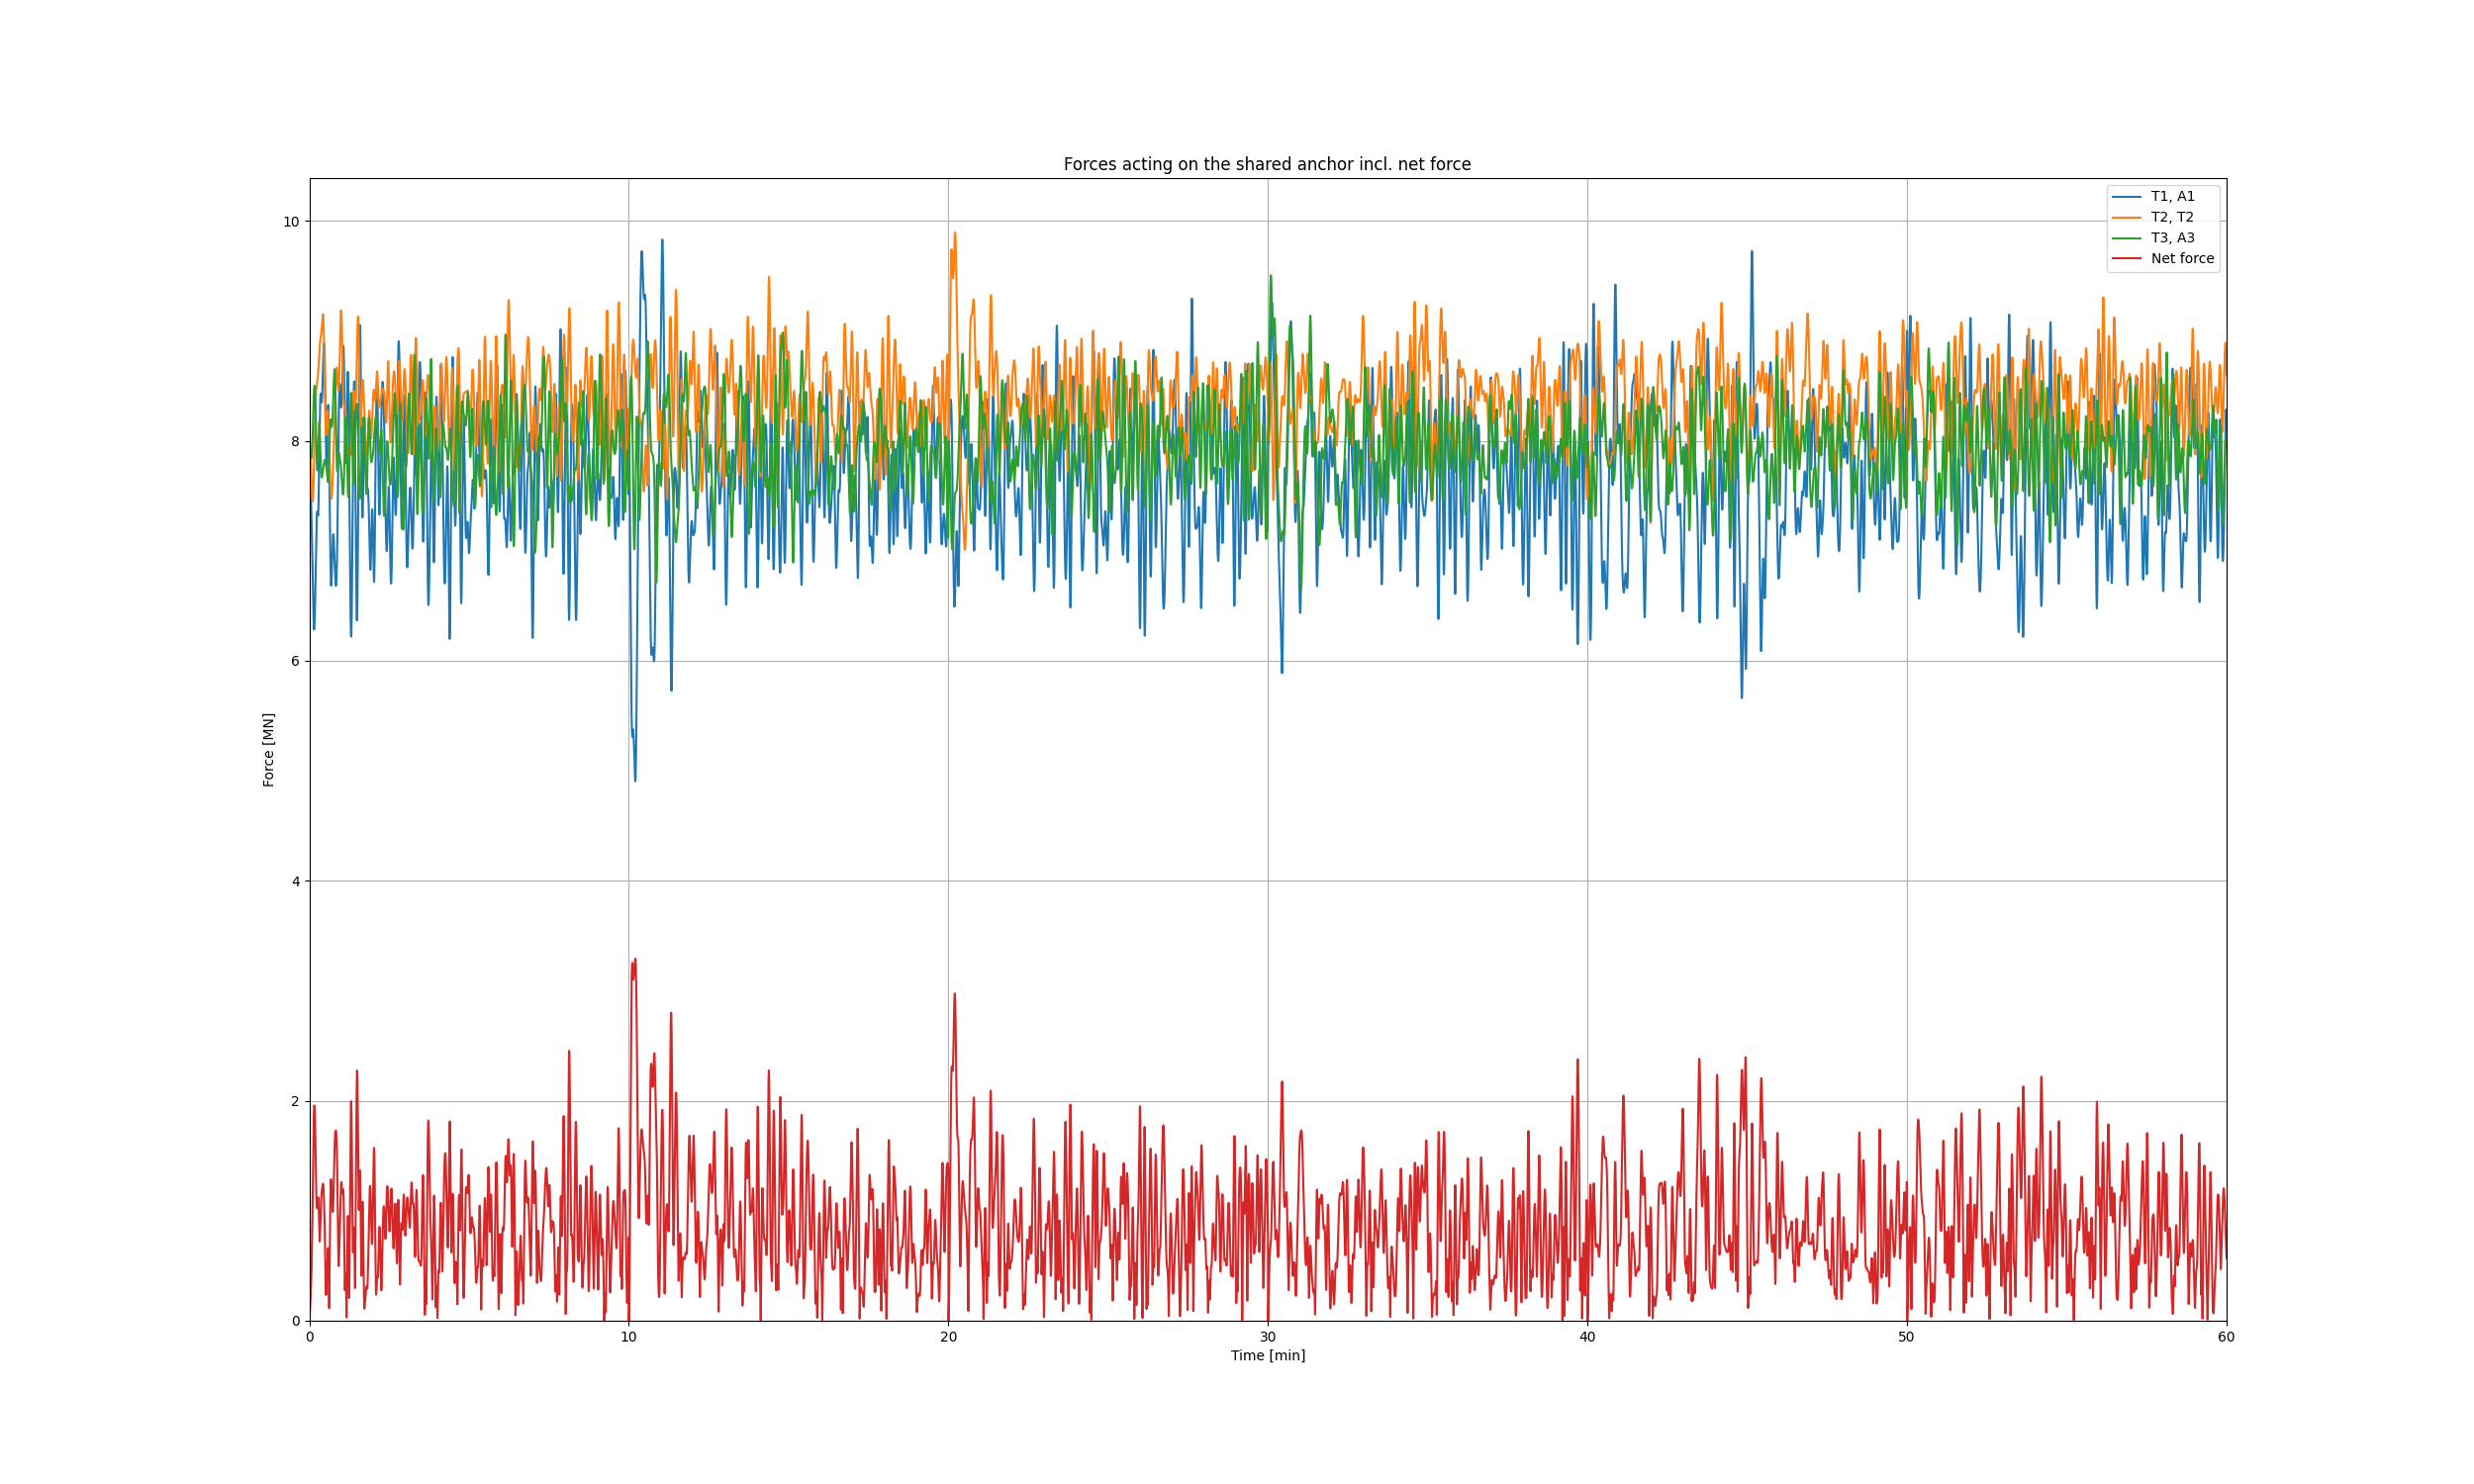 Forces acting on the shared anchor incl. net force
T1, A1
T2, T2
T3, A3
Net force
Force [MN]
10
8
6
4
2
0
0 10 20 30 40 50 60
Time [min]